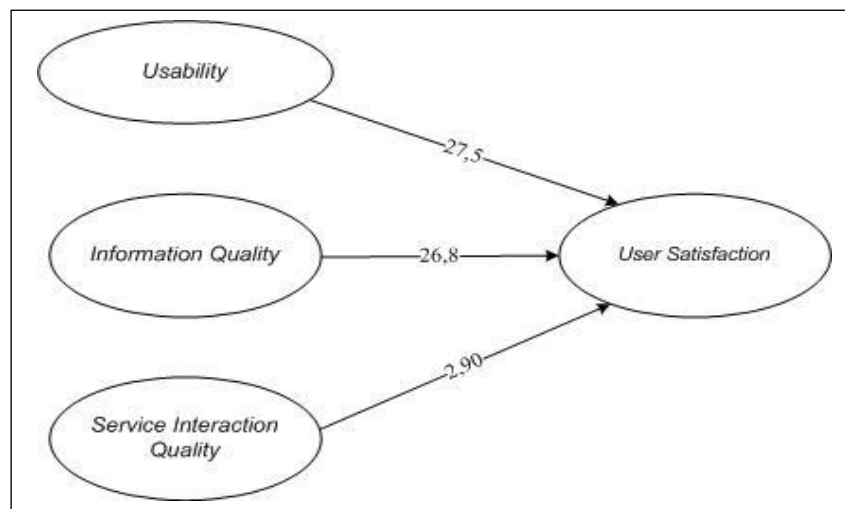 Usability
27,5
Information Quality
26,8
User Satisfaction
2,90
Service Interaction
Quality